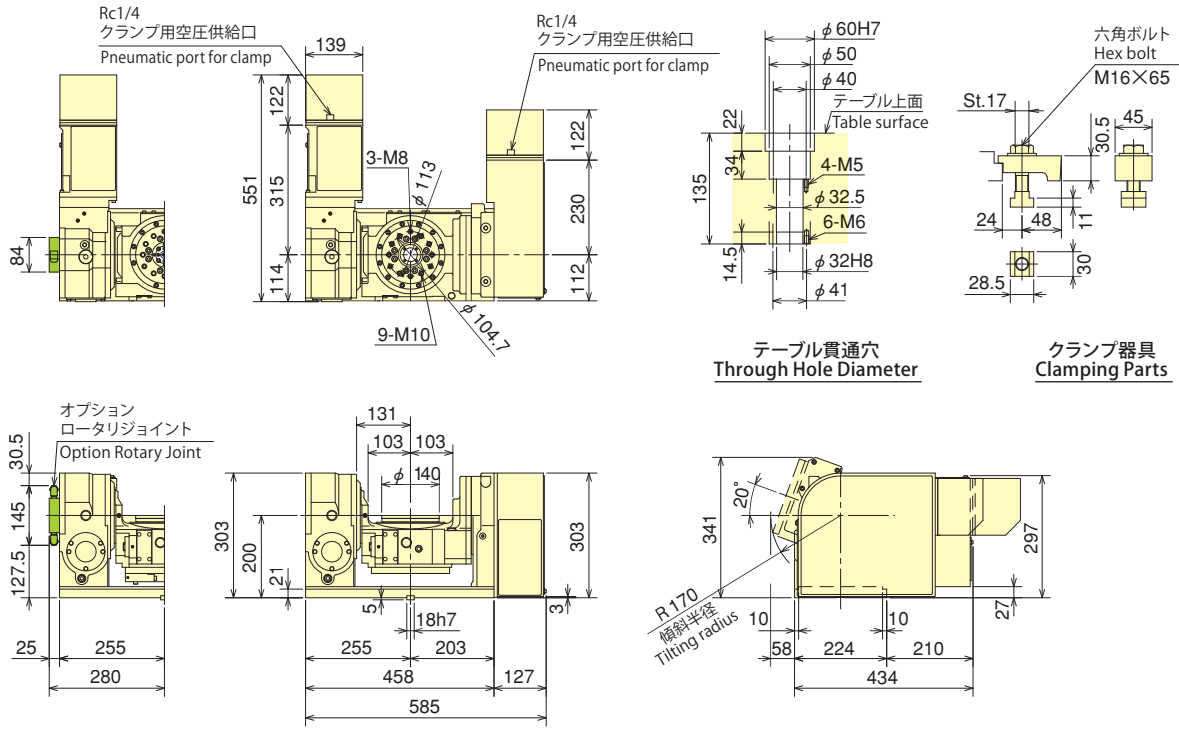 Rc1/4
クランプ用空圧供給口
Pneumatic port for clamp
551
122
315
114
84
139
3-M8
φ113
9-M10
φ104.7
Rc1/4
クランプ用空圧供給口
Pneumatic port for clamp
122
230
112
φ60H7
φ50
φ40
テーブル上面
Table surface
22
34
135
14.5
4-M5
φ32.5
6-M6
φ32H8
φ41
テーブル貫通穴
Through Hole Diameter
六角ボルト
Hex bolt
M16×65
St.17
30.5
45
24
48
11
30
28.5
クランプ器具
Clamping Parts
オプション
ロータリジョイント
Option Rotary Joint
30.5
145
127.5
25
255
280
131
103
103
φ 140
303
200
21
5
18h7
303
3
255
203
458
127
585
341
20°
R170
傾斜半径
Tilting radius
297
27
10
10
58
224
210
434